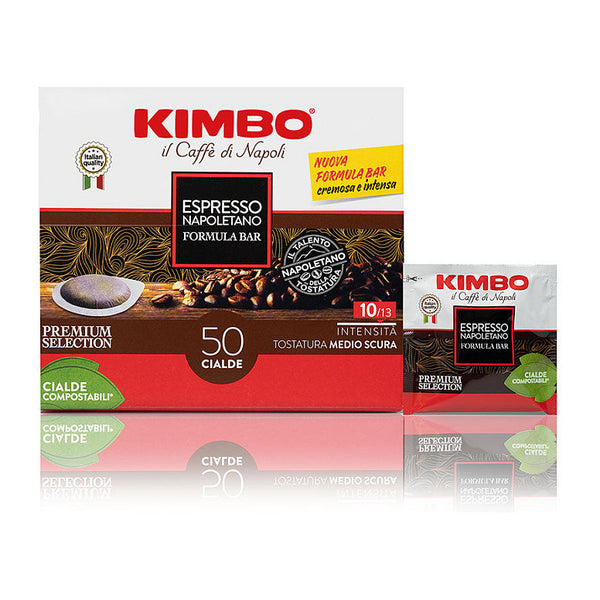 KIMBO®
il Caffè di Napoli
Italian
quality
NUOVA
FORMULA BAR
cremosa e intensa
ESPRESSO
NAPOLETANO
FORMULA BAR
IL TALENTO
NAPOLETANO
DELLA
TOSTATURA
10/13
INTENSITÀ
TOSTATURA MEDIO SCURA
PREMIUM
SELECTION
50
CIALDE
CIALDE
COMPOSTABILI*
KIMBO
il Caffè di Napoli
Italian
quality
ESPRESSO
NAPOLETANO
FORMULA BAR
PREMIUM
SELECTION
CIALDE
COMPOSTABILI*